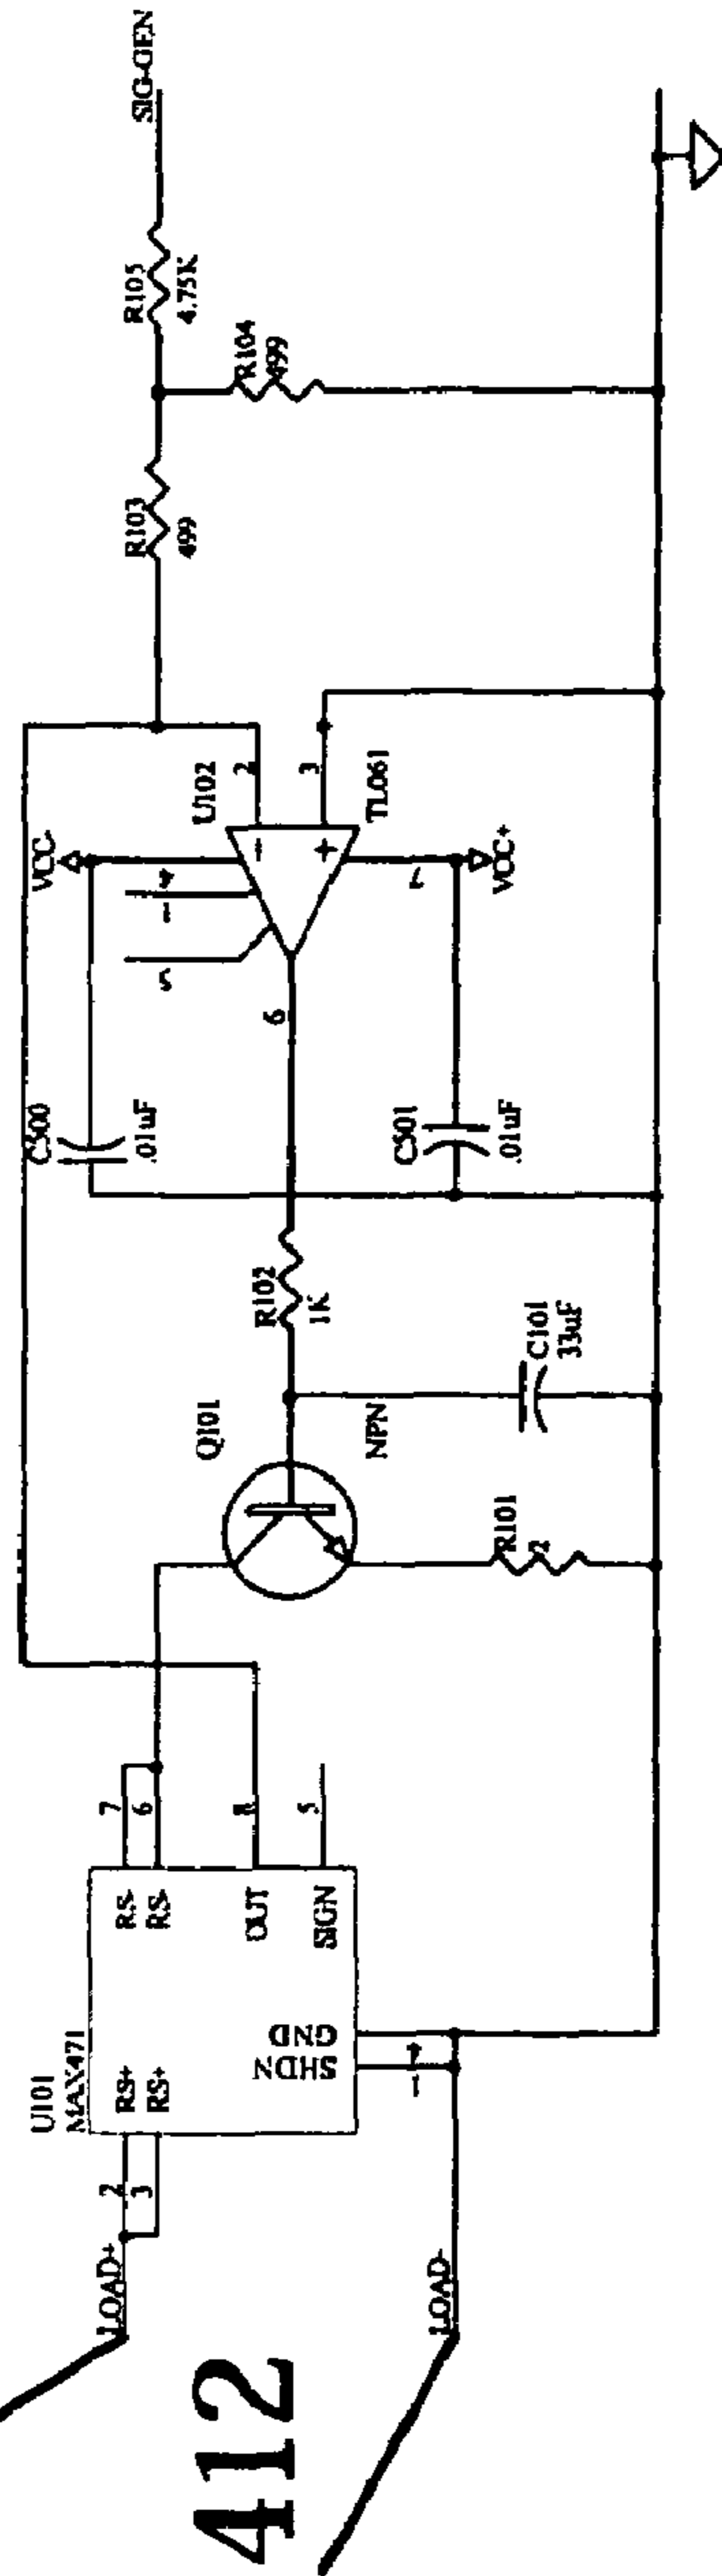 412
LOAD+
LOAD-
U101
MAX471
2
3
RS+
RS+
RS-
RS-
7
6
OUT
8
SIGN
5
SHDN
GND
1
4
Q101
NPN
R101
2
C101
33uF
R102
1K
C500
.01uF
C501
.01uF
6
5
1
4
VCC-
7
VCC+
U102
2
3
TL061
-
+
R103
499
R104
499
R105
4.75K
SIG-GEN